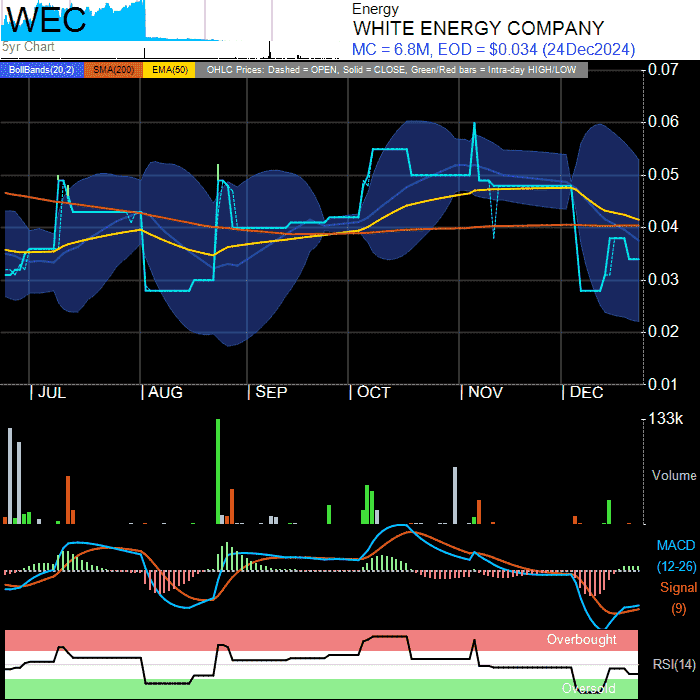 WEC
5yr Chart
Energy
WHITE ENERGY COMPANY
MC = 6.8M, EOD = $0.034 (24Dec2024)
BollBands(20,2) SMA(200) EMA(50) OHLC Prices: Dashed = OPEN, Solid = CLOSE, Green/Red bars = Intra-day HIGH/LOW
0.07
0.06
0.05
0.04
0.03
0.02
0.01
JUL AUG SEP OCT NOV DEC
133k
Volume
MACD
(12-26)
Signal
(9)
Overbought
RSI(14)
Oversold